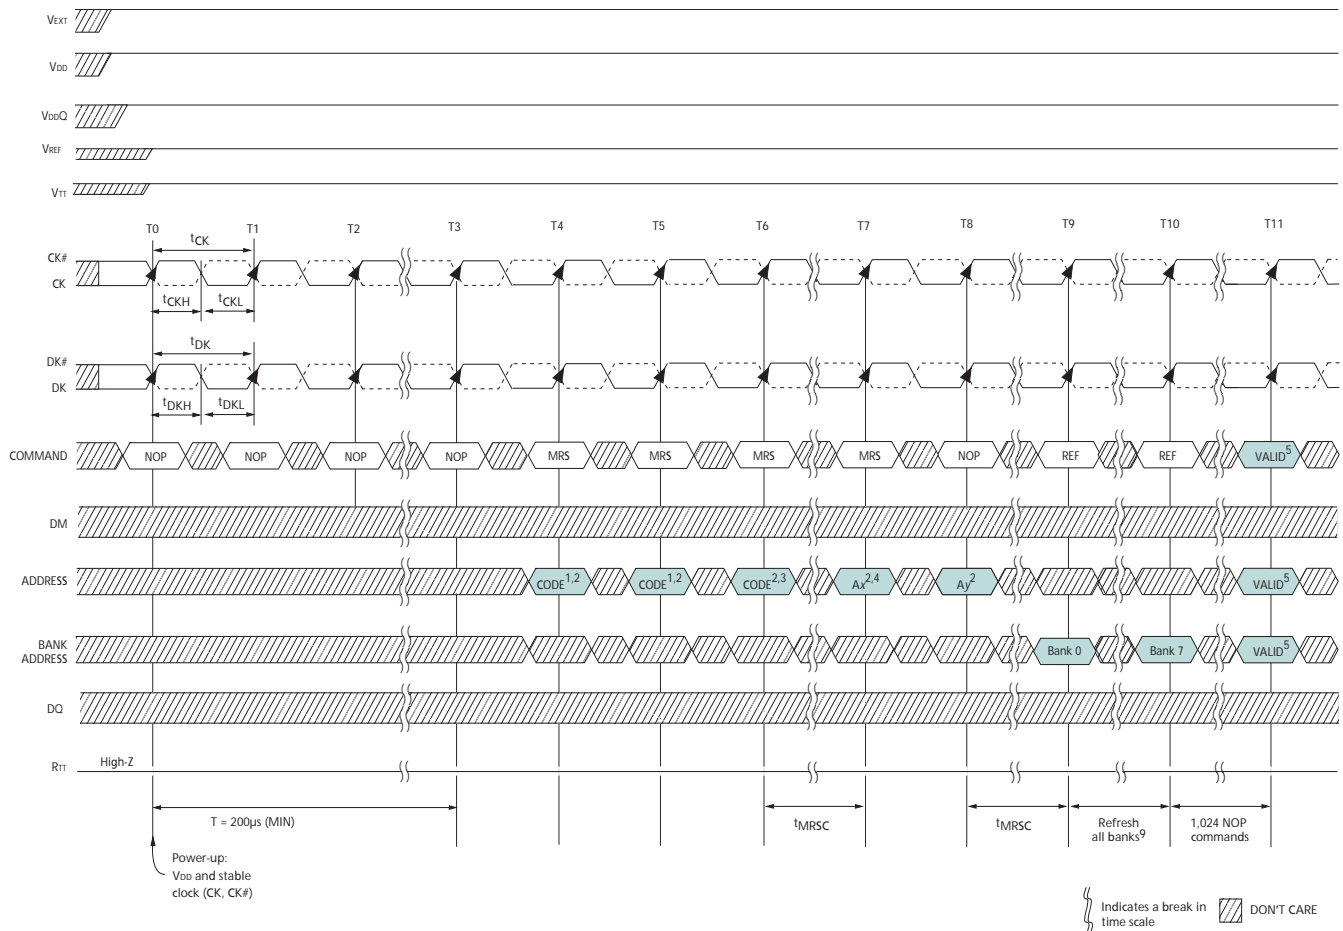 VEXT
VDD
VDDQ
VREF
VTT
T0 T1 T2 T3 T4 T5 T6 T7 T8 T9 T10 T11
tCK
CK#
CK
tCKH tCKL
tDK
DK#
DK
tDKH tDKL
COMMAND NOP NOP NOP NOP MRS MRS MRS MRS NOP REF REF VALID5
DM
ADDRESS CODE1,2 CODE1,2 CODE2,3 Ax2,4 Ay2 VALID5
BANK
ADDRESS Bank 0 Bank 7 VALID5
DQ
RTT High-Z
T = 200µs (MIN)
tMRSC
tMRSC
Refresh
all banks9
1,024 NOP
commands
Power-up:
VDD and stable
clock (CK, CK#)
Indicates a break in
time scale
DON'T CARE